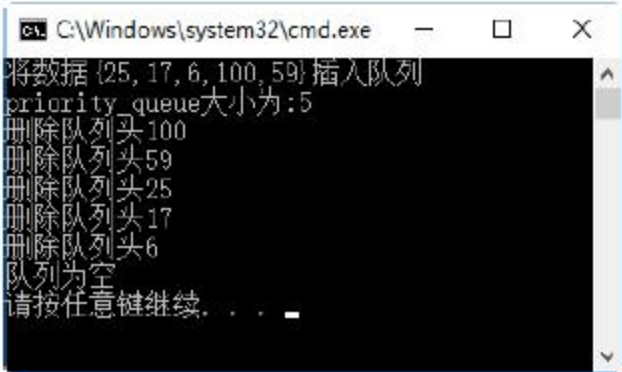 C:\Windows\system32\cmd.exe
将数据{25,17,6,100,59}插入队列
priority_queue大小为:5
删除队列头100
删除队列头59
删除队列头25
删除队列头17
删除队列头6
队列为空
请按任意键继续. . .